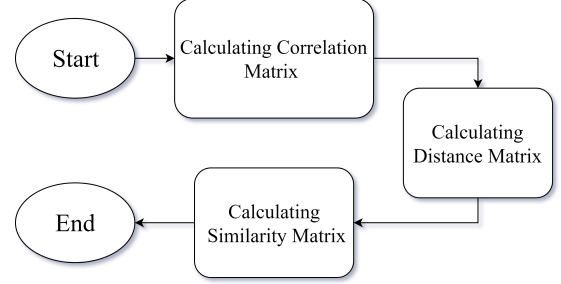 Start
Calculating Correlation
Matrix
Calculating
Distance Matrix
Calculating
Similarity Matrix
End